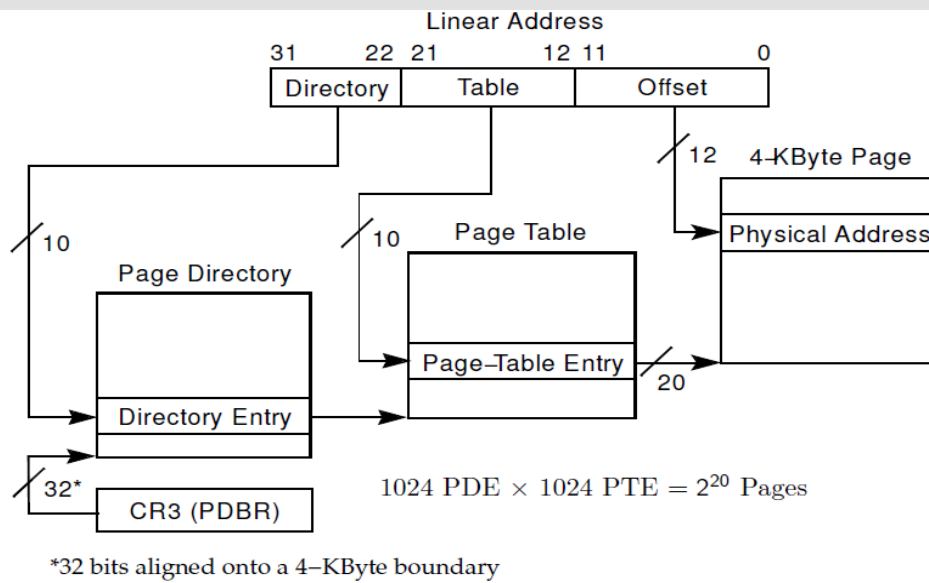 Linear Address
31 22 21 12 11 0
Directory Table Offset
12
4–KByte Page
10
10
Page Table
Physical Address
Page Directory
Page–Table Entry
20
Directory Entry
32*
1024 PDE × 1024 PTE = 2²⁰ Pages
CR3 (PDBR)
*32 bits aligned onto a 4–KByte boundary